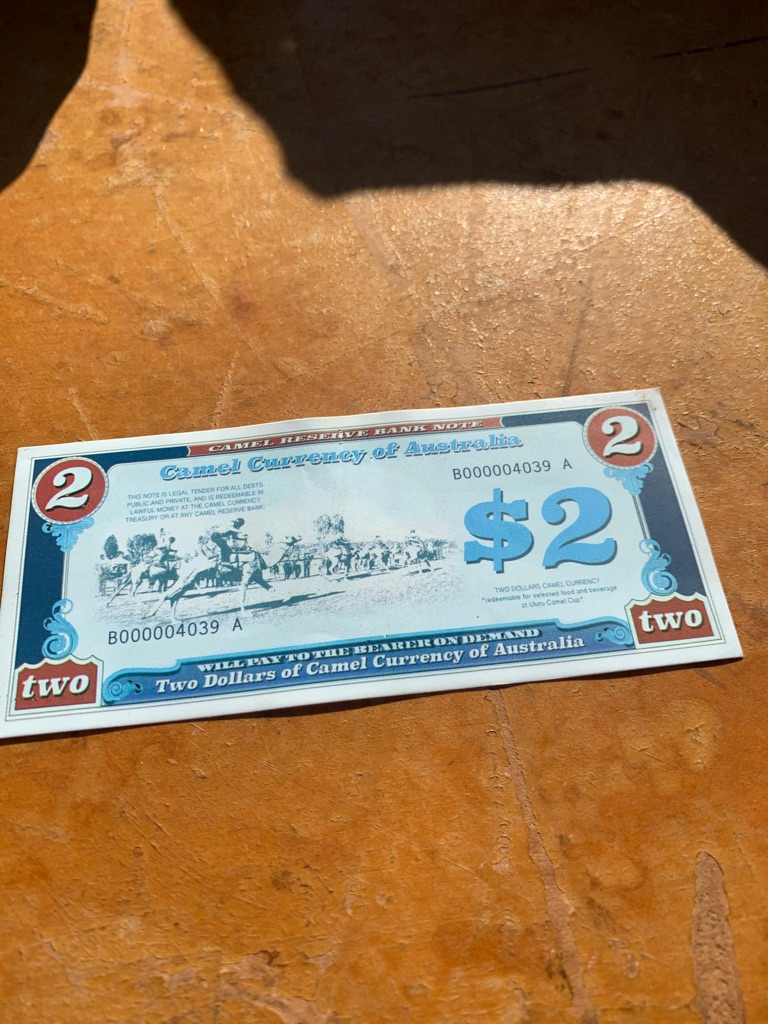 CAMEL RESERVE BANK NOTE
Camel Currency of Australia
2
2
B000004039 A
THIS NOTE IS LEGAL TENDER FOR ALL DEBTS
PUBLIC AND PRIVATE, AND IS REDEEMABLE IN
LAWFUL MONEY AT THE CAMEL CURRENCY
TREASURY OR AT ANY CAMEL RESERVE BANK.
$2
TWO DOLLARS CAMEL CURRENCY
"redeemable for selected food and beverage
at Uluru Camel Cup."
B000004039 A
two
two
WILL PAY TO THE BEARER ON DEMAND
Two Dollars of Camel Currency of Australia